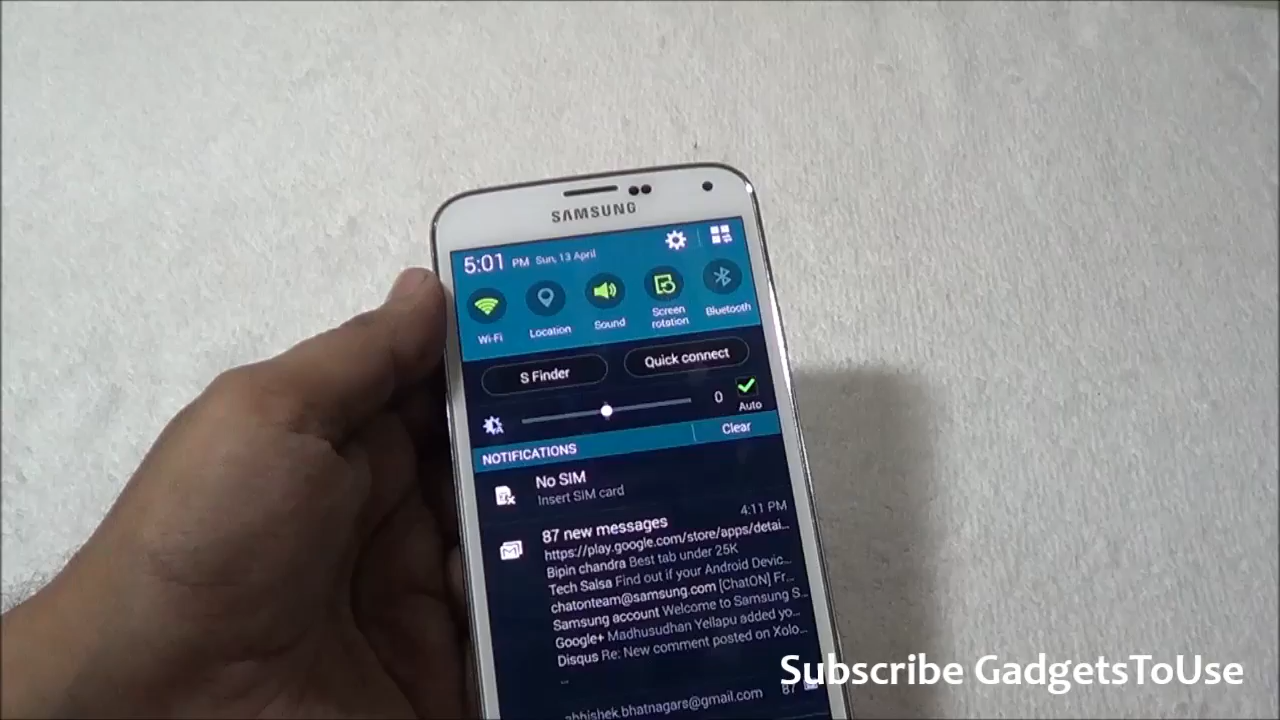 SAMSUNG
5:01 PM Sun, 13 April
Wi-Fi
Location
Sound
Screen rotation
Bluetooth
S Finder
Quick connect
0
Auto
NOTIFICATIONS
Clear
No SIM
Insert SIM card
87 new messages
4:11 PM
https://play.google.com/store/apps/detai...
Bipin chandra Best tab under 25K
Tech Salsa Find out if your Android Devic...
chatonteam@samsung.com [ChatON] Fr...
Samsung account Welcome to Samsung S...
Google+ Madhusudhan Yellapu added yo...
Disqus Re: New comment posted on Xolo...
...
abhishek.bhatnagars@gmail.com 87
Subscribe GadgetsToUse